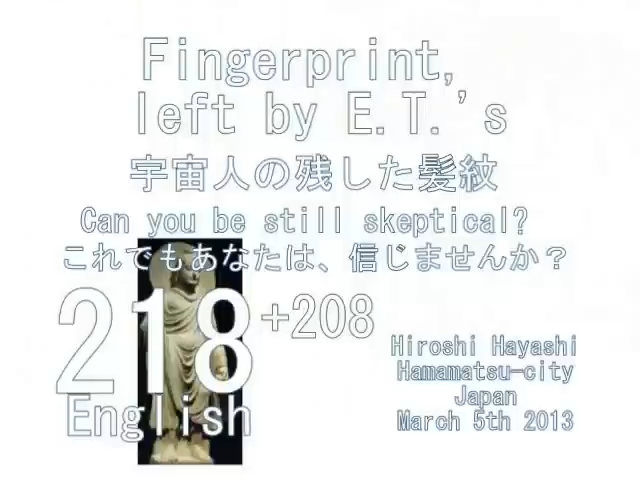 Fingerprint,
left by E.T.'s
宇宙人の残した髪紋
Can you be still skeptical?
これでもあなたは、信じませんか？
218+208
English
Hiroshi Hayashi
Hamamatsu-city
Japan
March 5th 2013